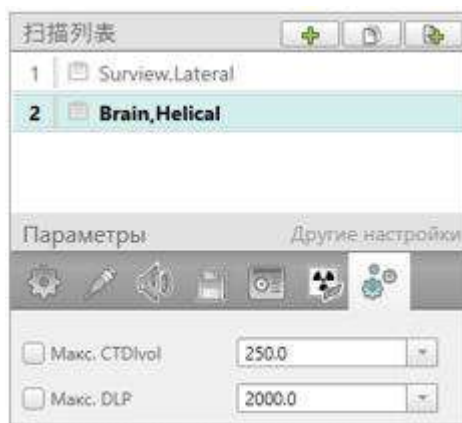 扫描列表
1 Surview,Lateral
2 Brain,Helical
Параметры Другие настройки
Макс. CTDIvol 250.0
Макс. DLP 2000.0